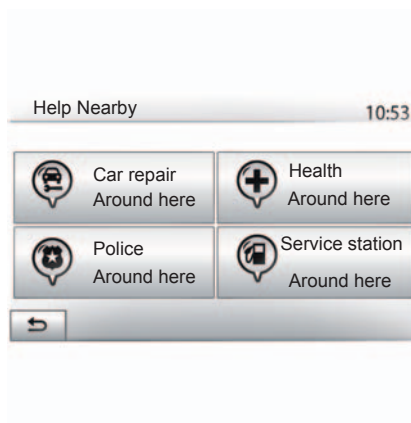 Help Nearby
10:53
Car repair
Around here
Health
Around here
Police
Around here
Service station
Around here